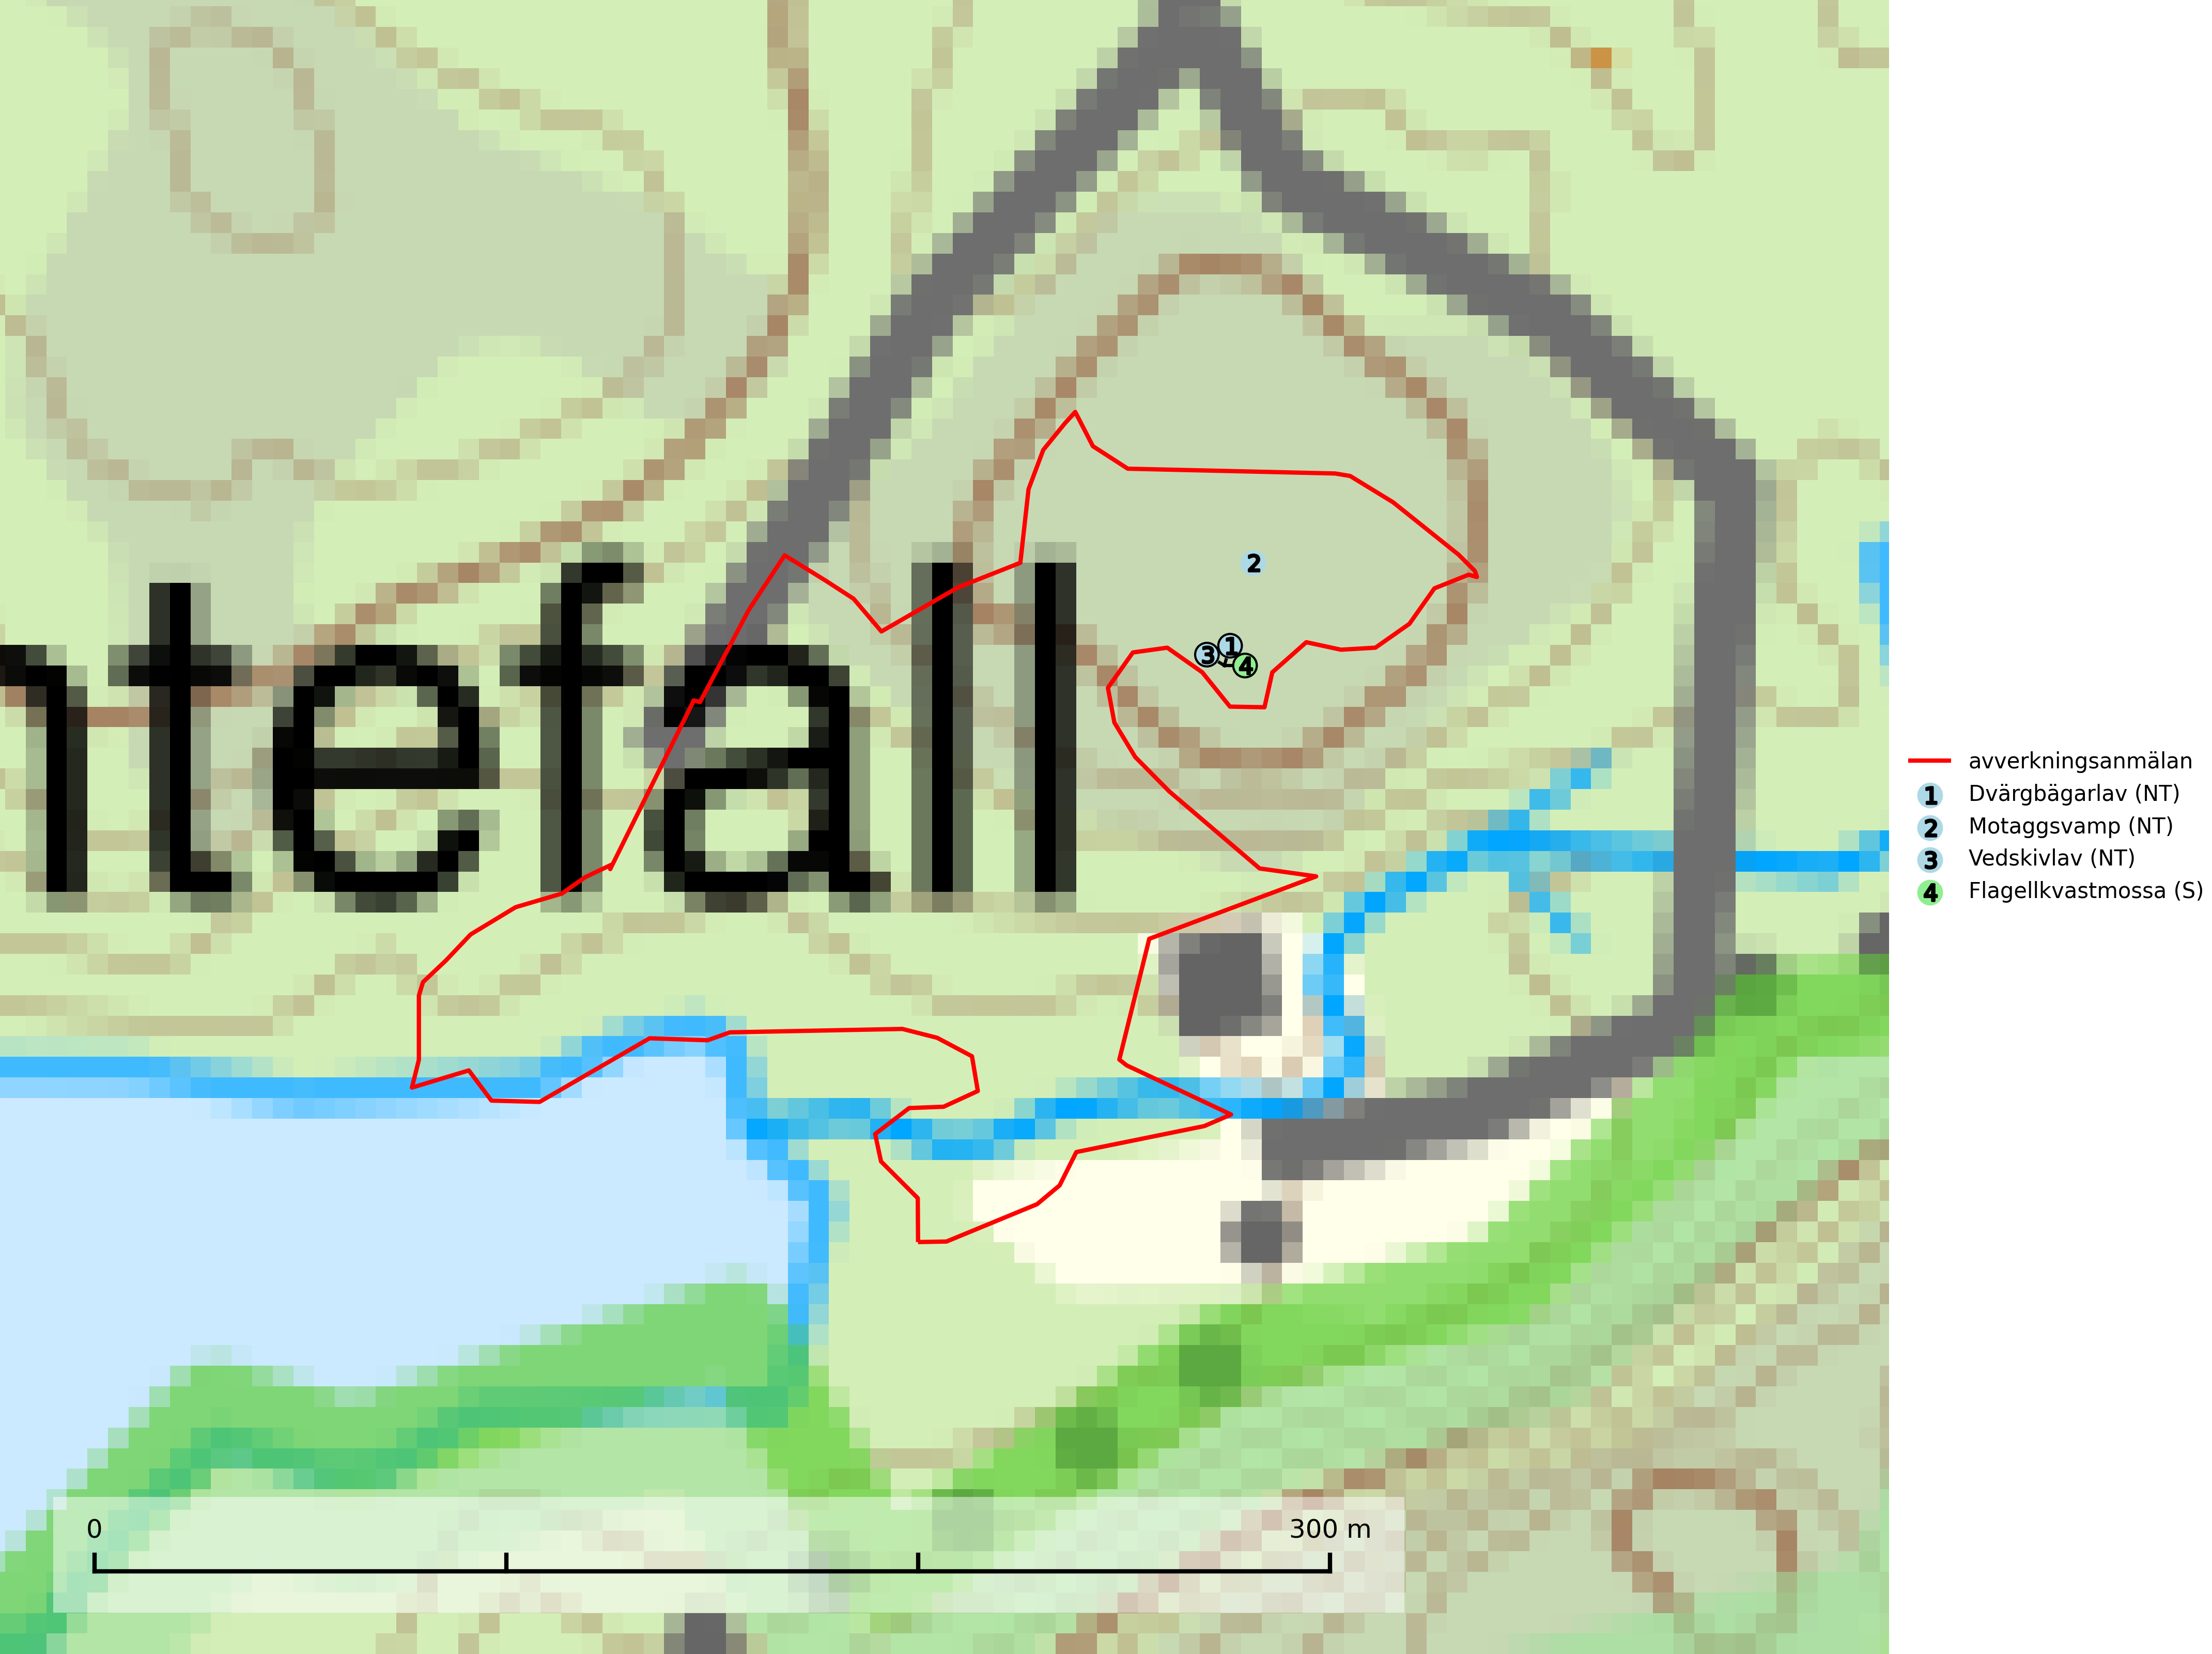 ntefall
2
1
3
4
avverkningsanmälan
1 Dvärgbägarlav (NT)
2 Motaggsvamp (NT)
3 Vedskivlav (NT)
4 Flagellkvastmossa (S)
0 300 m